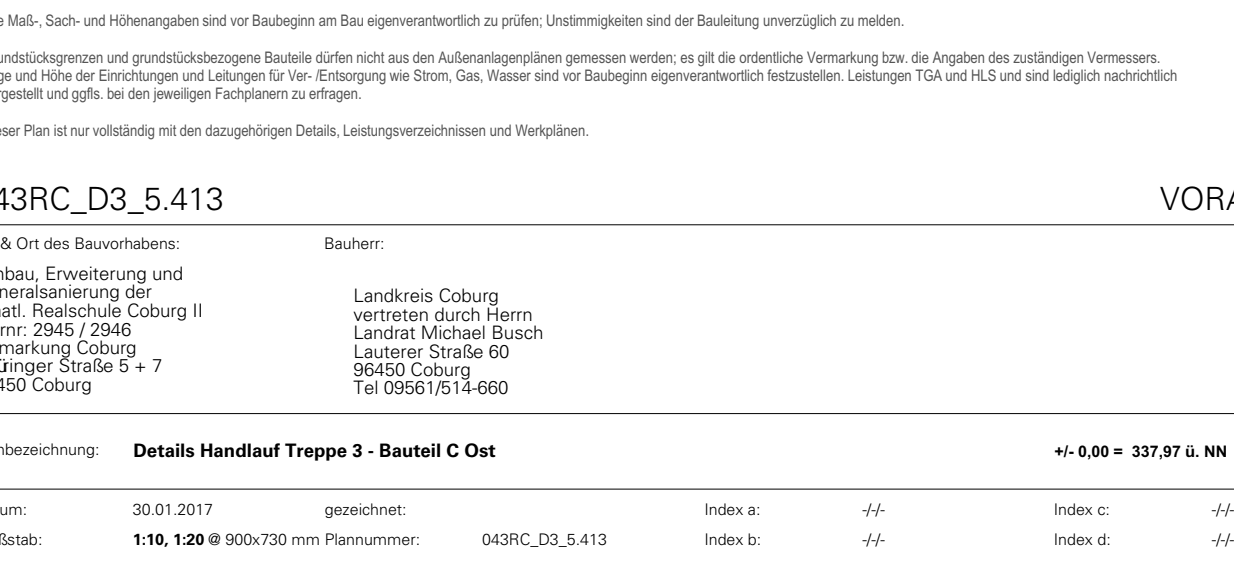 e Maß-, Sach- und Höhenangaben sind vor Baubeginn am Bau eigenverantwortlich zu prüfen; Unstimmigkeiten sind der Bauleitung unverzüglich zu melden.
undstücksgrenzen und grundstücksbezogene Bauteile dürfen nicht aus den Außenanlagenplänen gemessen werden; es gilt die ordentliche Vermarkung bzw. die Angaben des zuständigen Vermessers.
ge und Höhe der Einrichtungen und Leitungen für Ver- /Entsorgung wie Strom, Gas, Wasser sind vor Baubeginn eigenverantwortlich festzustellen. Leistungen TGA und HLS und sind lediglich nachrichtlich
rgestellt und ggfls. bei den jeweiligen Fachplanern zu erfragen.
eser Plan ist nur vollständig mit den dazugehörigen Details, Leistungsverzeichnissen und Werkplänen.
43RC_D3_5.413 VORA
& Ort des Bauvorhabens: Bauherr:
nbau, Erweiterung und
neralsanierung der
aatl. Realschule Coburg II
rnr: 2945 / 2946
markung Coburg
üringer Straße 5 + 7
450 Coburg
Landkreis Coburg
vertreten durch Herrn
Landrat Michael Busch
Lauterer Straße 60
96450 Coburg
Tel 09561/514-660
nbezeichnung: Details Handlauf Treppe 3 - Bauteil C Ost +/- 0,00 = 337,97 ü. NN
um: 30.01.2017 gezeichnet: Index a: -/-/- Index c: -/-/-
ßstab: 1:10, 1:20 @ 900x730 mm Plannummer: 043RC_D3_5.413 Index b: -/-/- Index d: -/-/-